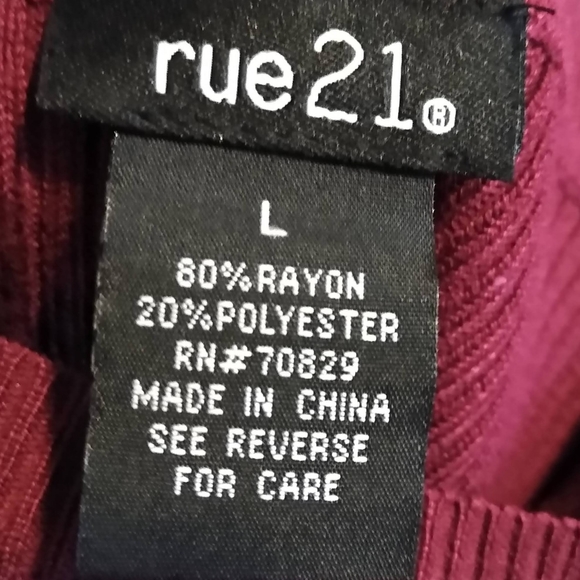 rue21®
L
80%RAYON
20%POLYESTER
RN#70829
MADE IN CHINA
SEE REVERSE
FOR CARE